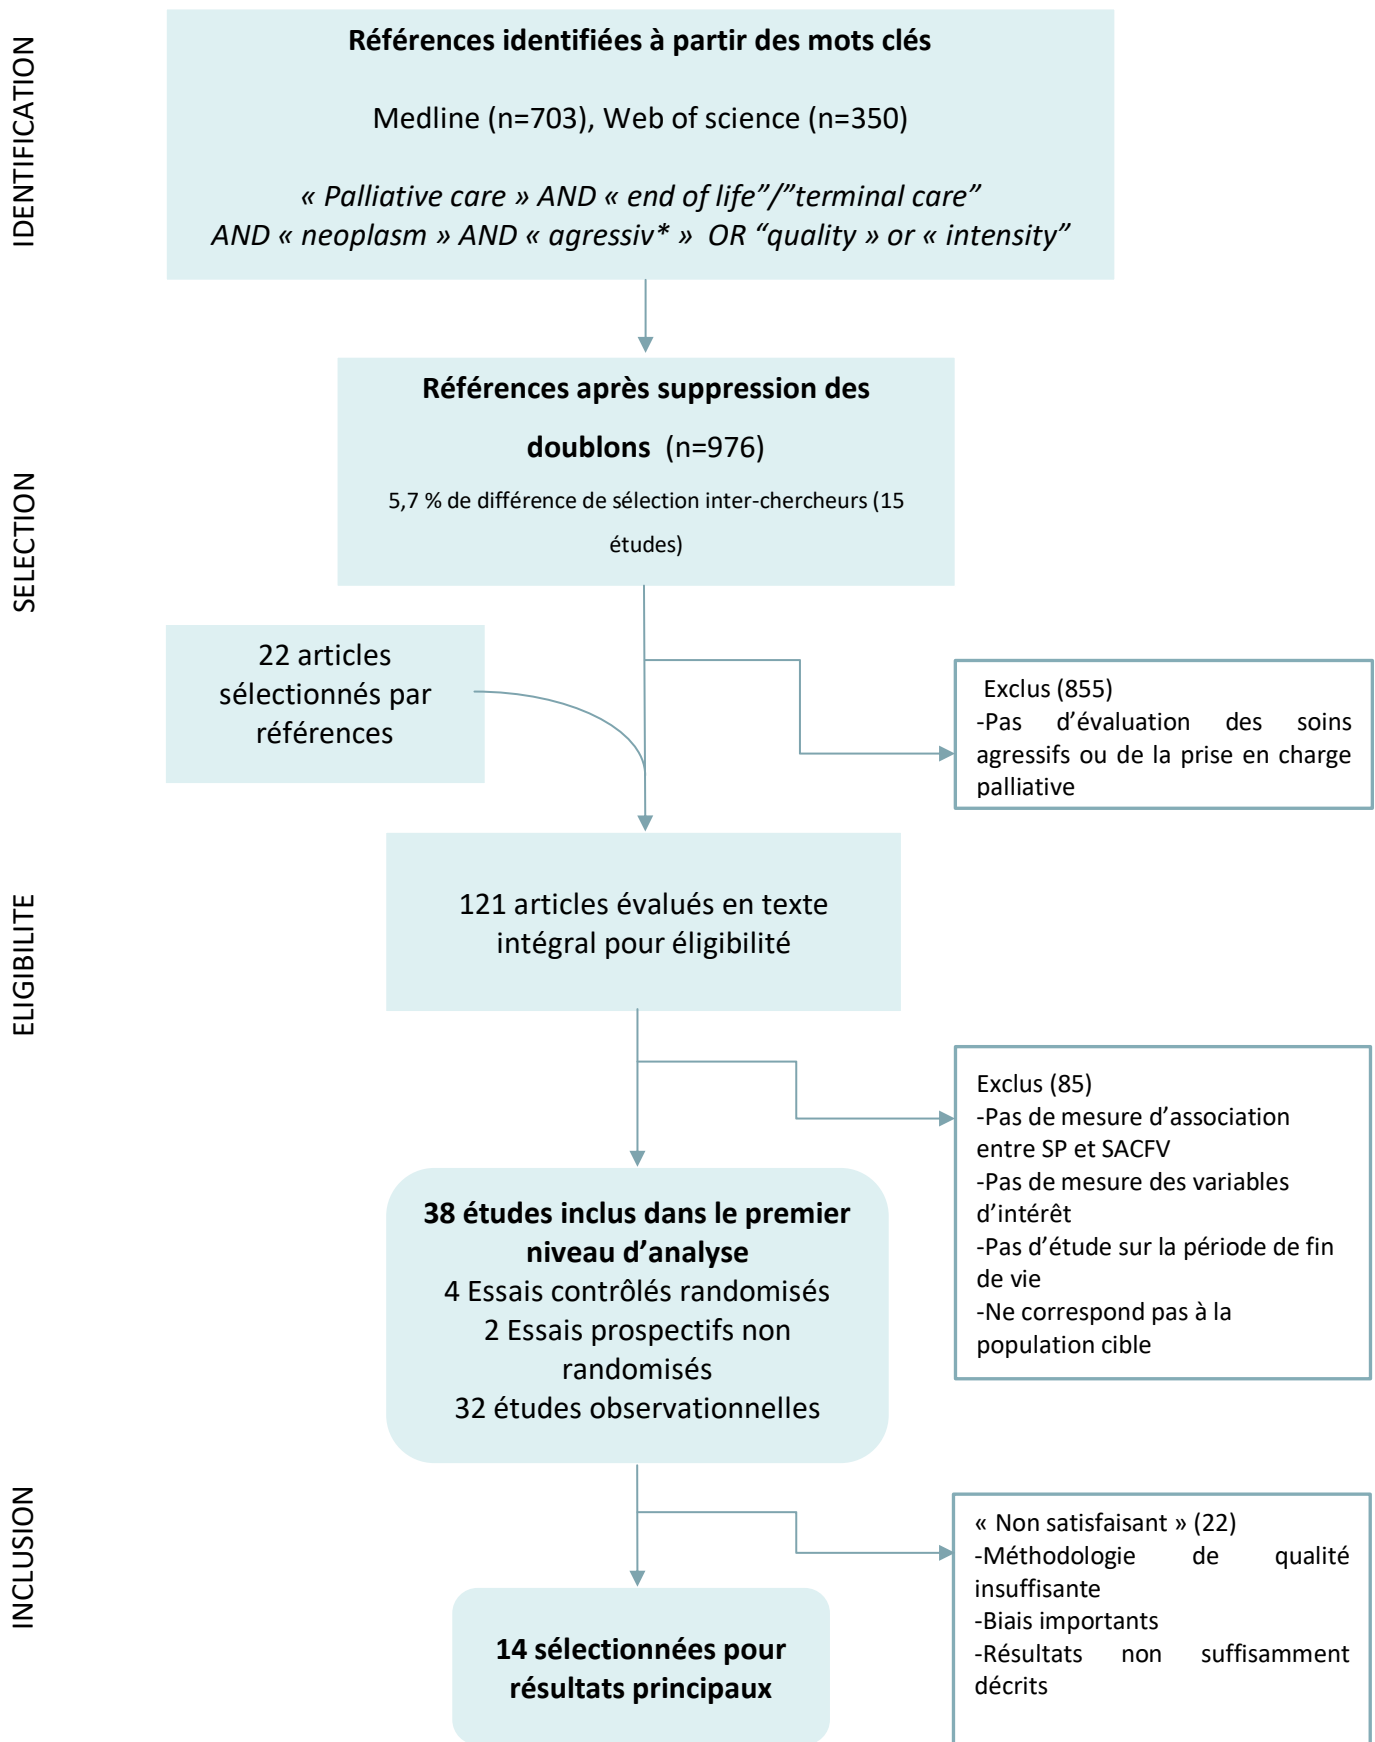 IDENTIFICATION
Références identifiées à partir des mots clés
Medline (n=703), Web of science (n=350)
« Palliative care » AND « end of life”/”terminal care”
AND « neoplasm » AND « agressiv* » OR “quality » or « intensity”
SELECTION
Références après suppression des
doublons (n=976)
5,7 % de différence de sélection inter-chercheurs (15
études)
22 articles
sélectionnés par
références
Exclus (855)
-Pas d’évaluation des soins
agressifs ou de la prise en charge
palliative
ELIGIBILITE
121 articles évalués en texte
intégral pour éligibilité
Exclus (85)
-Pas de mesure d’association
entre SP et SACFV
-Pas de mesure des variables
d’intérêt
-Pas d’étude sur la période de fin
de vie
-Ne correspond pas à la
population cible
38 études inclus dans le premier
niveau d’analyse
4 Essais contrôlés randomisés
2 Essais prospectifs non
randomisés
32 études observationnelles
INCLUSION
« Non satisfaisant » (22)
-Méthodologie de qualité
insuffisante
-Biais importants
-Résultats non suffisamment
décrits
14 sélectionnées pour
résultats principaux